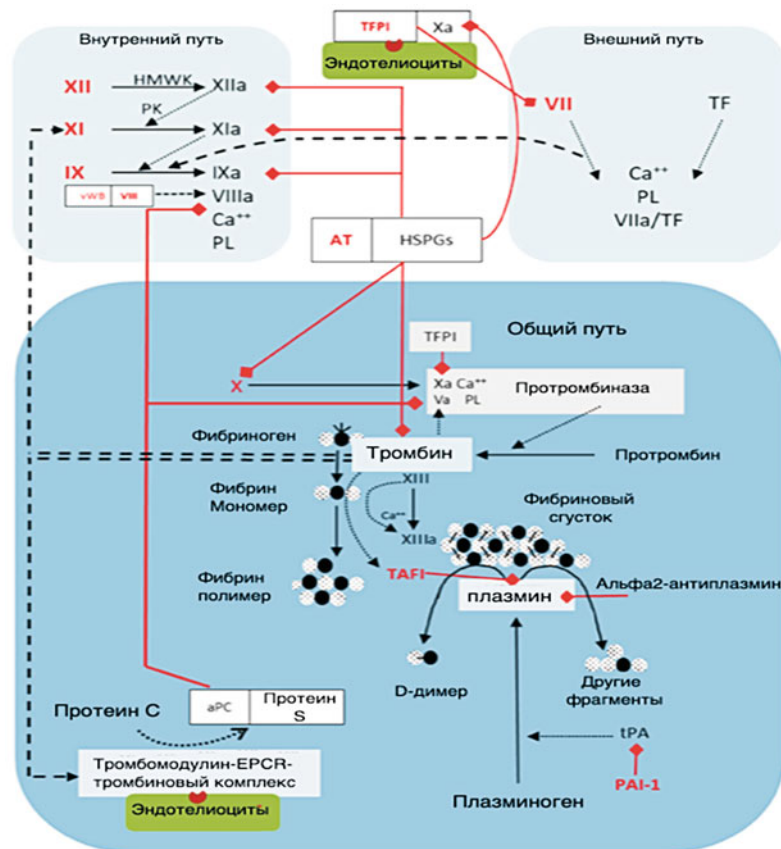 TFPI Xa
Эндотелиоциты
Внутренний путь
XII HMWK XIIa
PK
XI XIa
IX IXa
vWB VIII VIIIa
Ca⁺⁺
PL
Внешний путь
VII TF
Ca⁺⁺
PL
VIIa/TF
AT HSPGs
Общий путь
TFPI
X Xa Ca⁺⁺
Va PL
Протромбиназа
Фибриноген
Тромбин
Протромбин
Фибрин
Мономер
XIII
Ca⁺⁺
XIIIa
Фибриновый
сгусток
Фибрин
полимер
TAFI
плазмин
Альфа2-антиплазмин
D-димер
Другие
фрагменты
Протеин С
aPC Протеин
S
tPA
PAI-1
Тромбомодулин-EPCR-
тромбиновый комплекс
Эндотелиоциты
Плазминоген